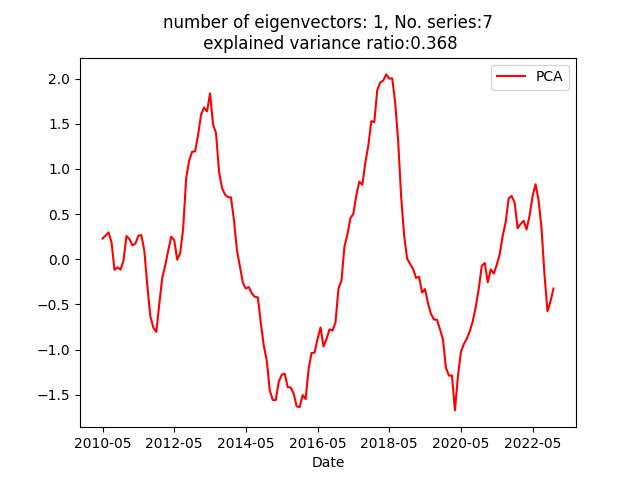 number of eigenvectors: 1, No. series:7
explained variance ratio:0.368
PCA
2.0
1.5
1.0
0.5
0.0
−0.5
−1.0
−1.5
2010-05 2012-05 2014-05 2016-05 2018-05 2020-05 2022-05
Date